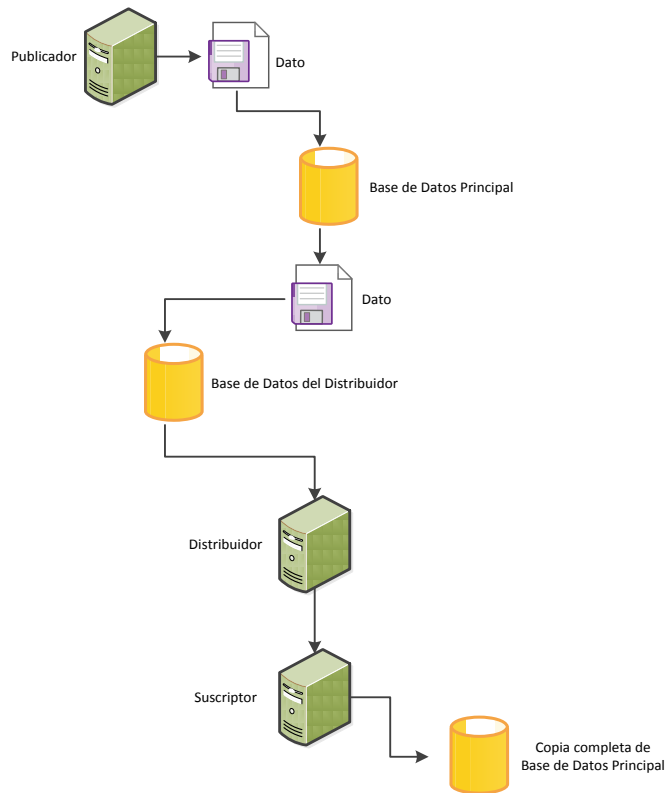 Publicador
Dato
Base de Datos Principal
Dato
Base de Datos del Distribuidor
Distribuidor
Suscriptor
Copia completa de
Base de Datos Principal